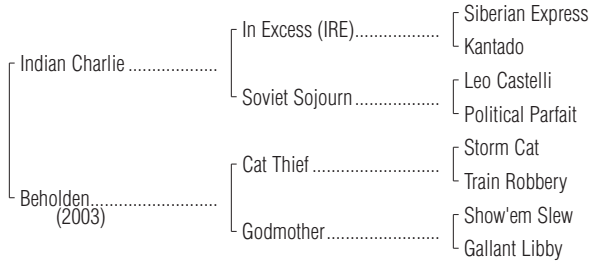 Siberian Express
In Excess (IRE)..................
Kantado
Indian Charlie ...................
Leo Castelli
Soviet Sojourn ..................
Political Parfait
Storm Cat
Cat Thief ...........................
Train Robbery
Beholden...........................
(2003)
Show'em Slew
Godmother........................
Gallant Libby